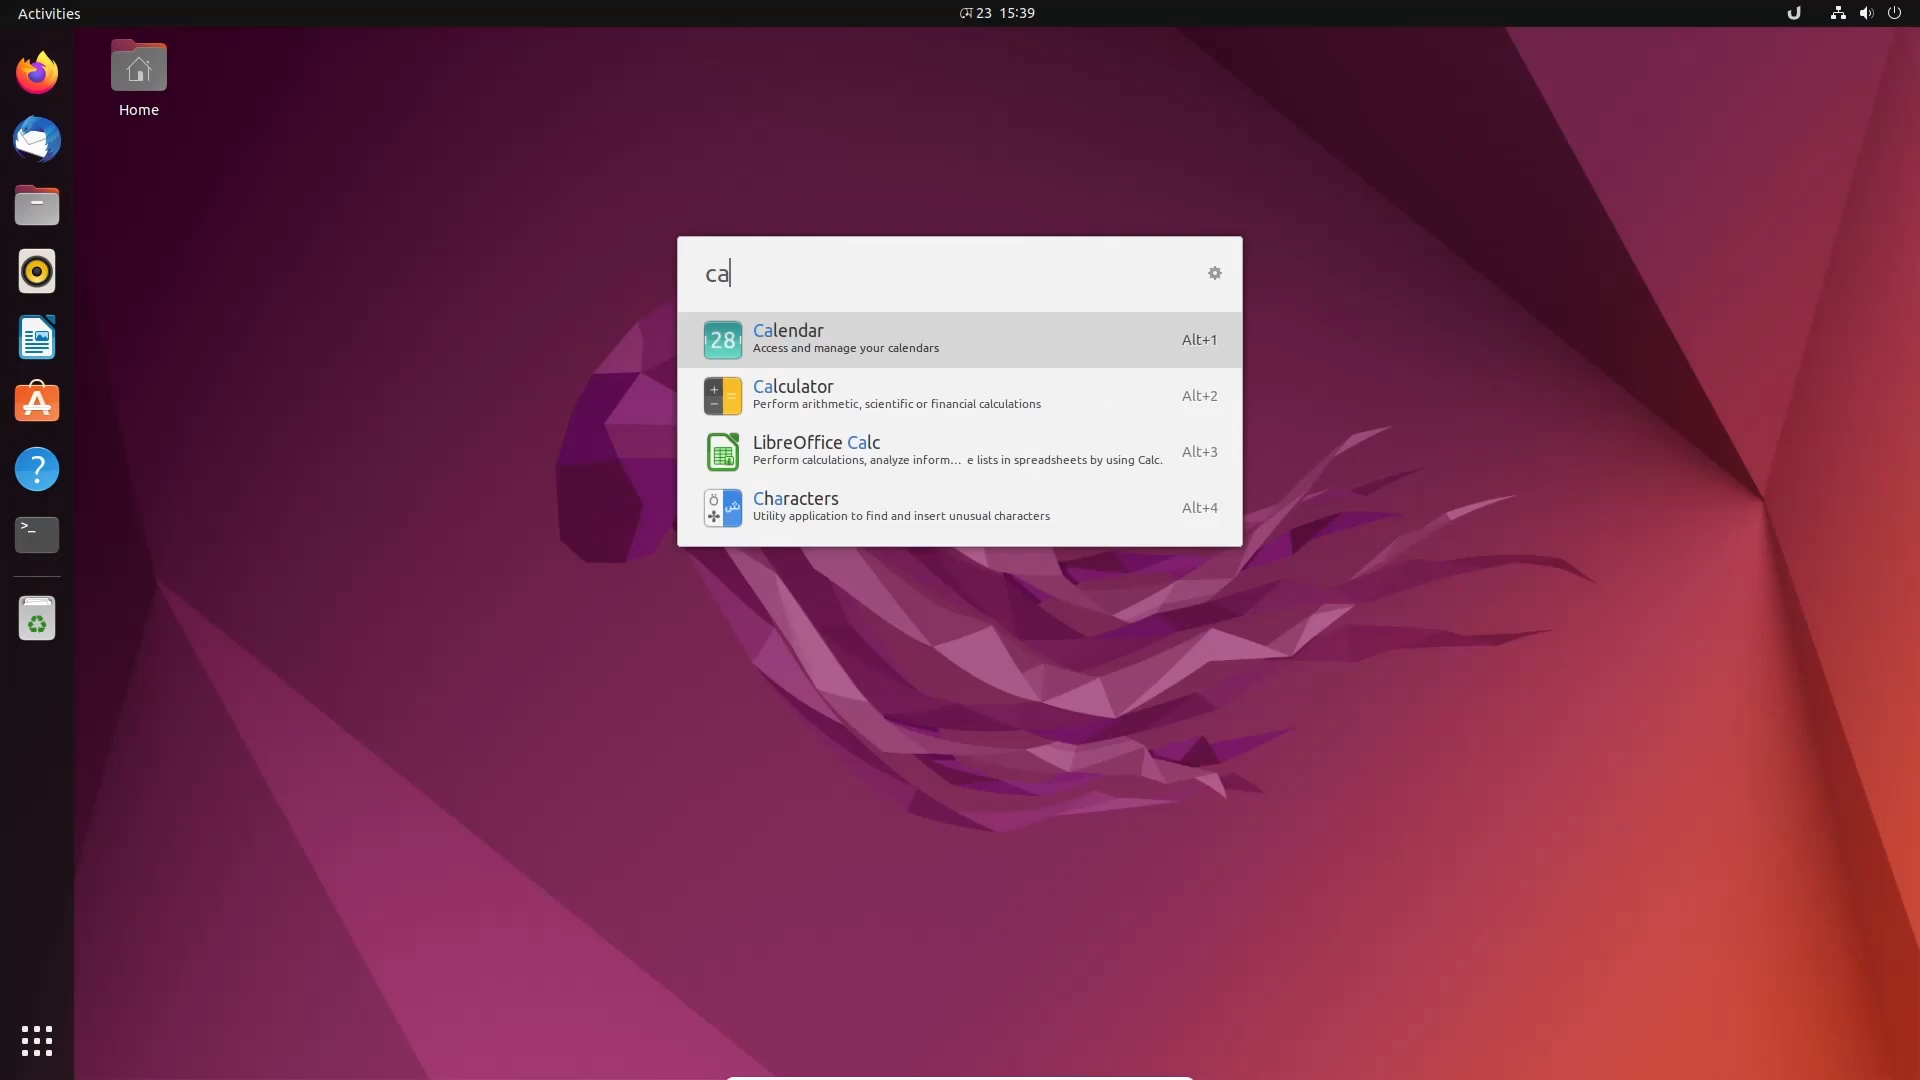 Activities
23 15:39
Home
ca
28
Calendar
Access and manage your calendars
Alt+1
Calculator
Perform arithmetic, scientific or financial calculations
Alt+2
LibreOffice Calc
Perform calculations, analyze inform… e lists in spreadsheets by using Calc.
Alt+3
Characters
Utility application to find and insert unusual characters
Alt+4